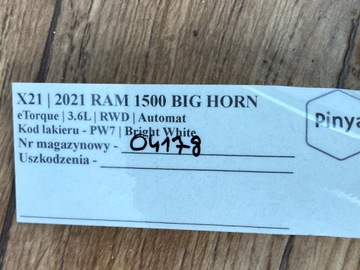 X21 | 2021 RAM 1500 BIG HORN
eTorque | 3.6L | RWD | Automat
Kod lakieru - PW7 | Bright White
Nr magazynowy - 04178
Uszkodzenia -
Pinya